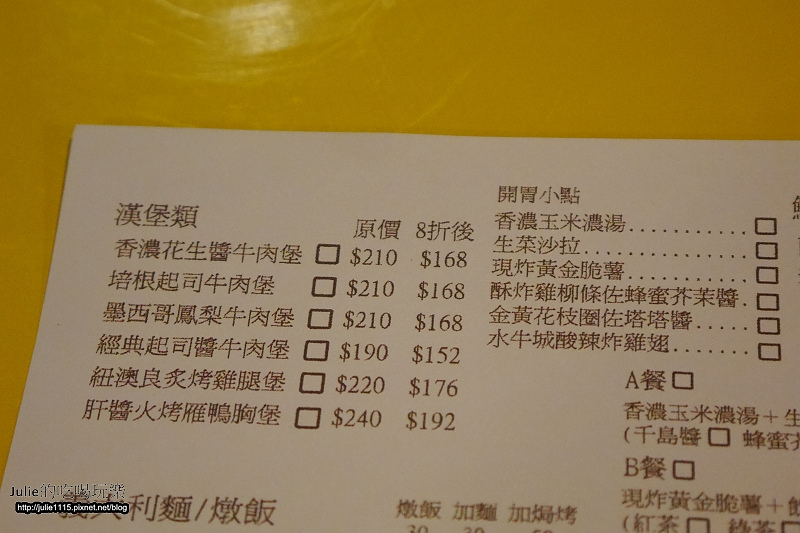 漢堡類 原價 8折後
香濃花生醬牛肉堡 $210 $168
培根起司牛肉堡 $210 $168
墨西哥鳳梨牛肉堡 $210 $168
經典起司醬牛肉堡 $190 $152
紐澳良炙烤雞腿堡 $220 $176
肝醬火烤雁鴨胸堡 $240 $192
義大利麵/燉飯 燉飯 加麵 加焗烤
開胃小點
香濃玉米濃湯...........
生菜沙拉...............
現炸黃金脆薯...........
酥炸雞柳條佐蜂蜜芥茉醬.
金黃花枝圈佐塔塔醬.....
水牛城酸辣炸雞翅.......
A餐
香濃玉米濃湯+生
(千島醬 蜂蜜
B餐
現炸黃金脆薯+
(紅茶 綠茶
Julie的吃喝玩樂
http://julie1115.pixnet.net/blog